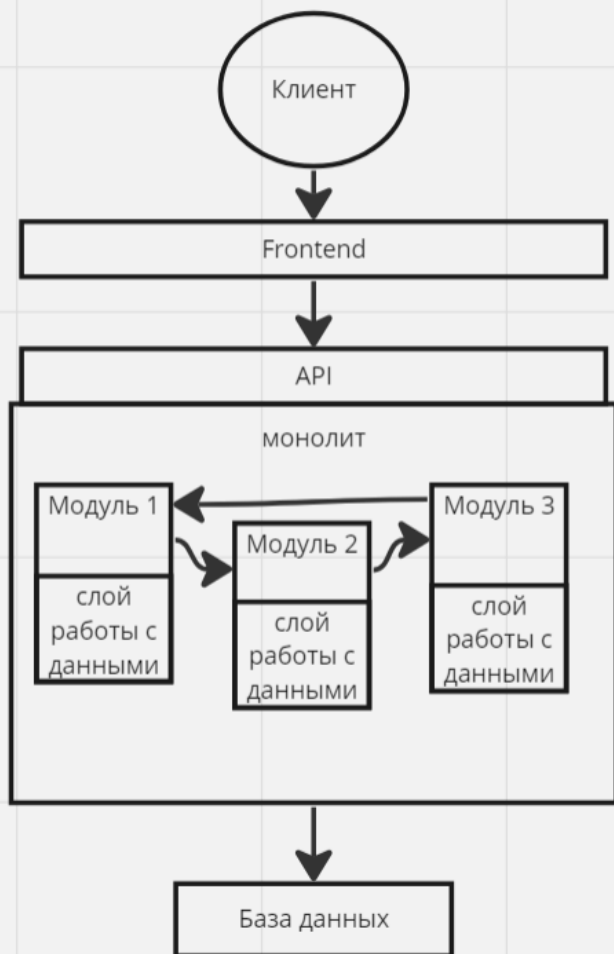 Клиент
Frontend
API
монолит
Модуль 1
слой
работы с
данными
Модуль 2
слой
работы с
данными
Модуль 3
слой
работы с
данными
База данных